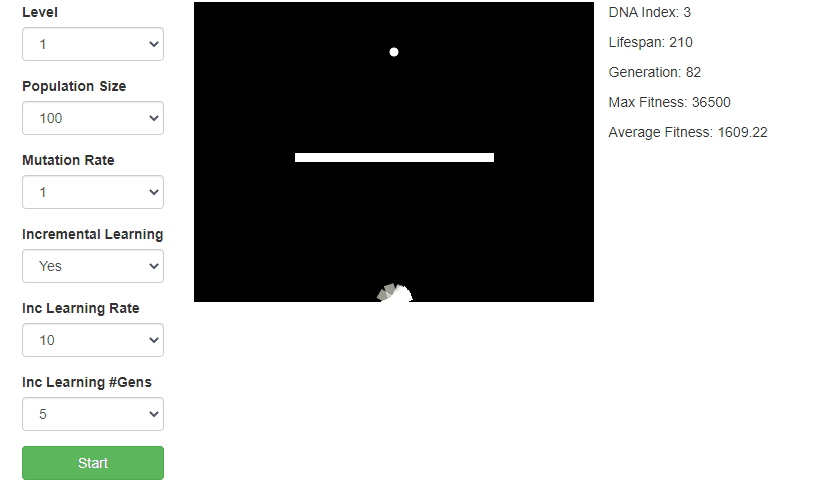 Level
1
Population Size
100
Mutation Rate
1
Incremental Learning
Yes
Inc Learning Rate
10
Inc Learning #Gens
5
Start
DNA Index: 3
Lifespan: 210
Generation: 82
Max Fitness: 36500
Average Fitness: 1609.22